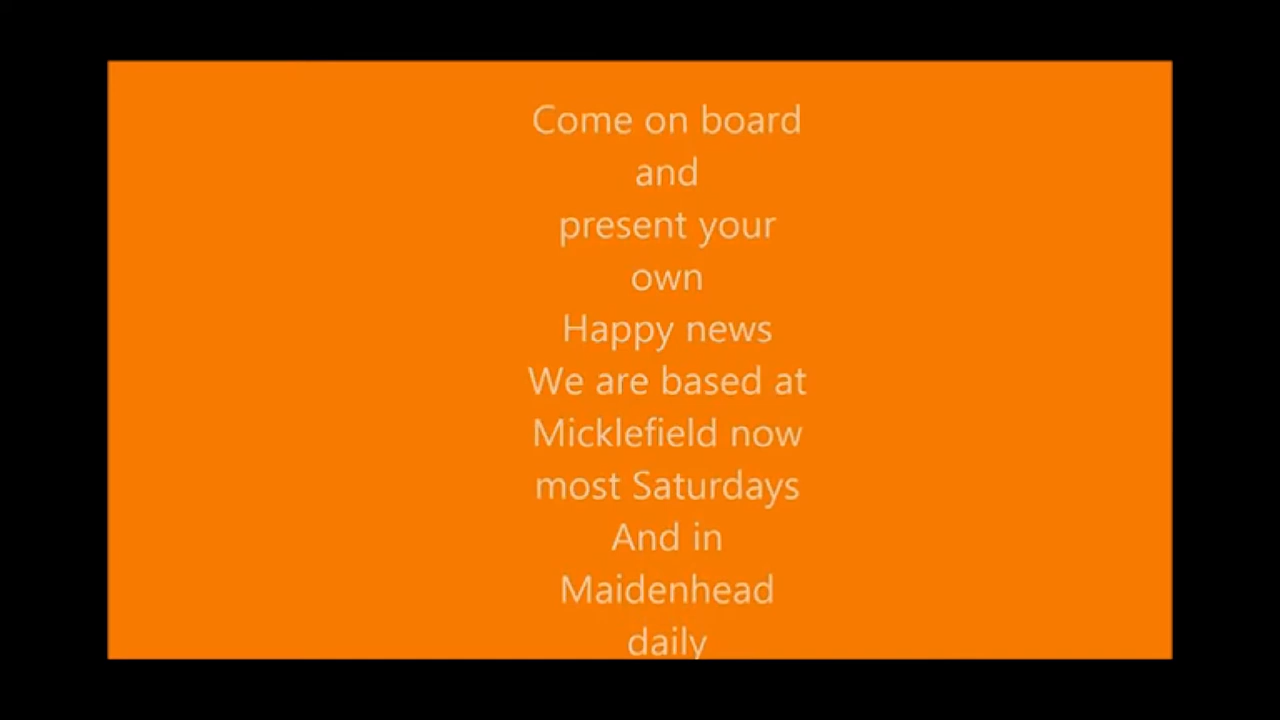 Come on board
and
present your
own
Happy news
We are based at
Micklefield now
most Saturdays
And in
Maidenhead
daily